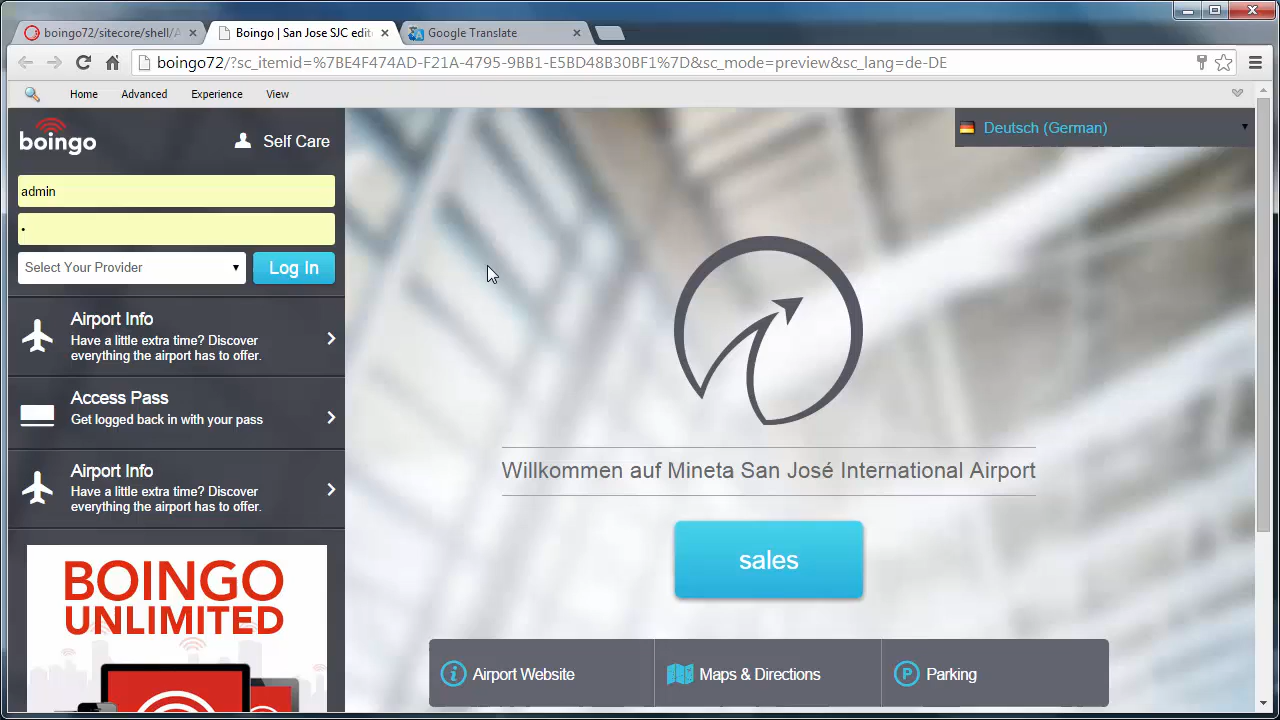 boingo72/sitecore/shell/A
Boingo | San Jose SJC edit
Google Translate
boingo72/?sc_itemid=%7BE4F474AD-F21A-4795-9BB1-E5BD48B30BF1%7D&sc_mode=preview&sc_lang=de-DE
Home Advanced Experience View
boingo
Self Care
Deutsch (German)
admin
Select Your Provider
Log In
Airport Info
Have a little extra time? Discover
everything the airport has to offer.
Access Pass
Get logged back in with your pass
Airport Info
Have a little extra time? Discover
everything the airport has to offer.
BOINGO
UNLIMITED
Willkommen auf Mineta San José International Airport
sales
Airport Website
Maps & Directions
P Parking